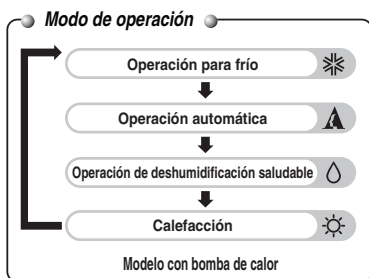 Modo de operación
Operación para frío
Operación automática
Operación de deshumidificación saludable
Calefacción
Modelo con bomba de calor